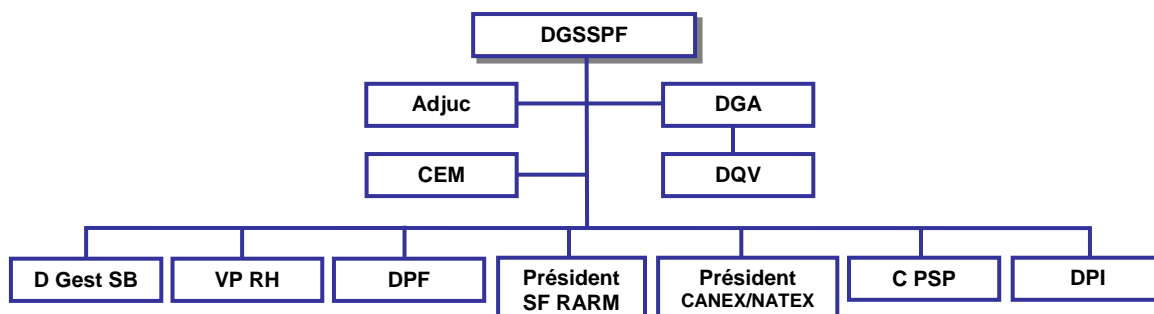 DGSSPF
Adjuc
DGA
CEM
DQV
D Gest SB
VP RH
DPF
Président
SF RARM
Président
CANEX/NATEX
C PSP
DPI